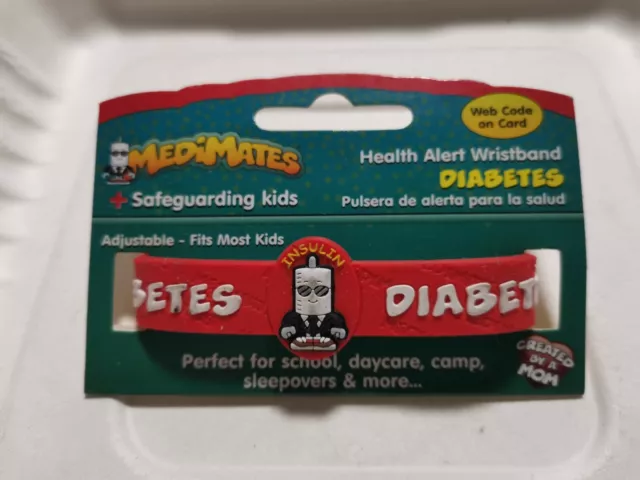 Web Code
on Card
MEDIMATES
+ Safeguarding kids
Health Alert Wristband
DIABETES
Pulsera de alerta para la salud
Adjustable - Fits Most Kids
INSULIN
BETES
DIABET
Perfect for school, daycare, camp,
sleepovers & more...
CREATED
BY A
MOM